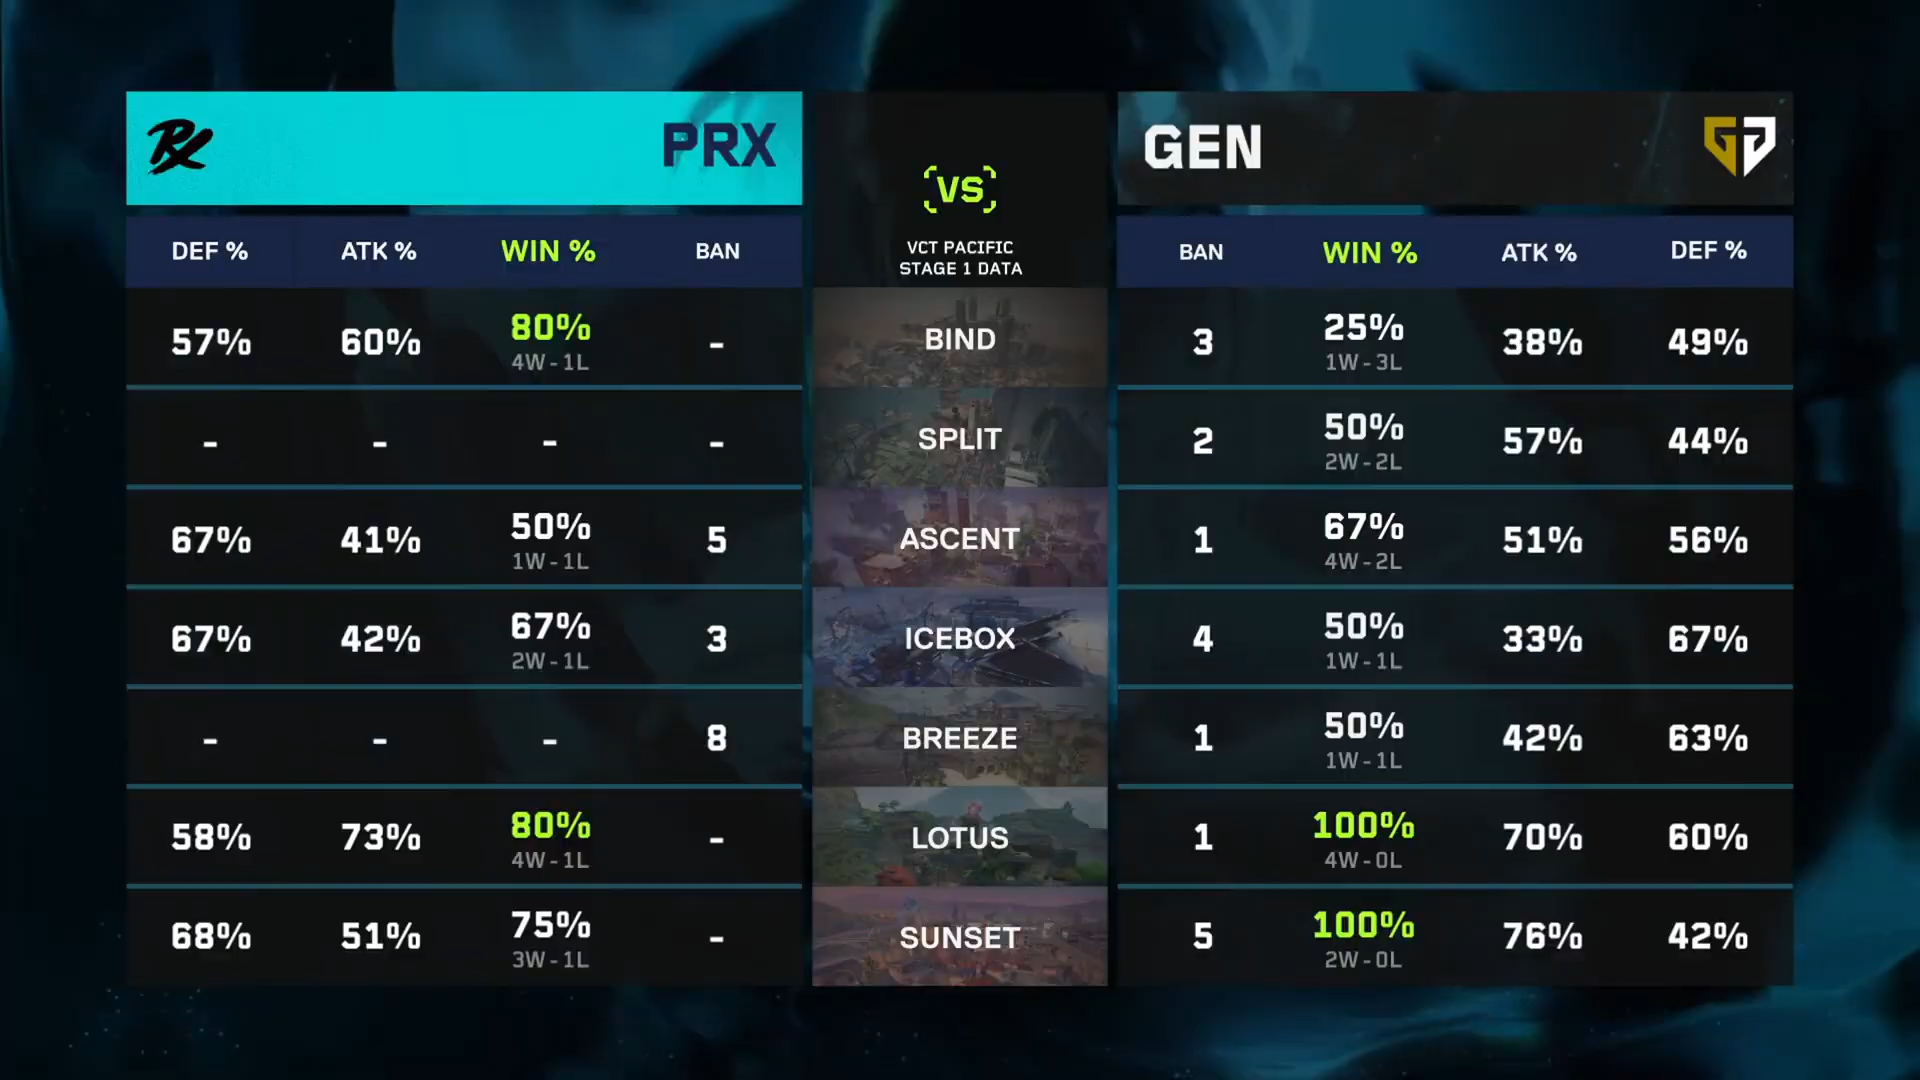 PRX
VS
VCT PACIFIC
STAGE 1 DATA
GEN
DEF % ATK % WIN % BAN
BAN WIN % ATK % DEF %
57% 60% 80% - BIND 3 25% 38% 49%
4W - 1L 1W - 3L
- - - - SPLIT 2 50% 57% 44%
2W - 2L
67% 41% 50% 5 ASCENT 1 67% 51% 56%
1W - 1L 4W - 2L
67% 42% 67% 3 ICEBOX 4 50% 33% 67%
2W - 1L 1W - 1L
- - - 8 BREEZE 1 50% 42% 63%
1W - 1L
58% 73% 80% - LOTUS 1 100% 70% 60%
4W - 1L 4W - 0L
68% 51% 75% - SUNSET 5 100% 76% 42%
3W - 1L 2W - 0L